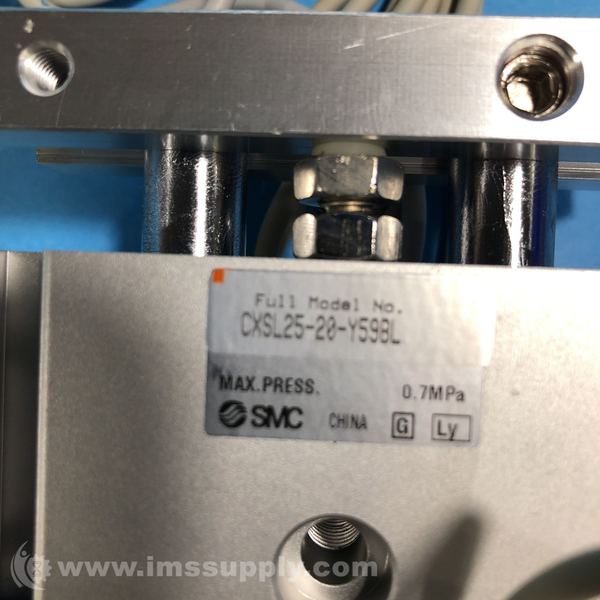 Full Model No.
CXSL25-20-Y59BL
MAX.PRESS. 0.7MPa
SMC CHINA G Ly
www.imssupply.com